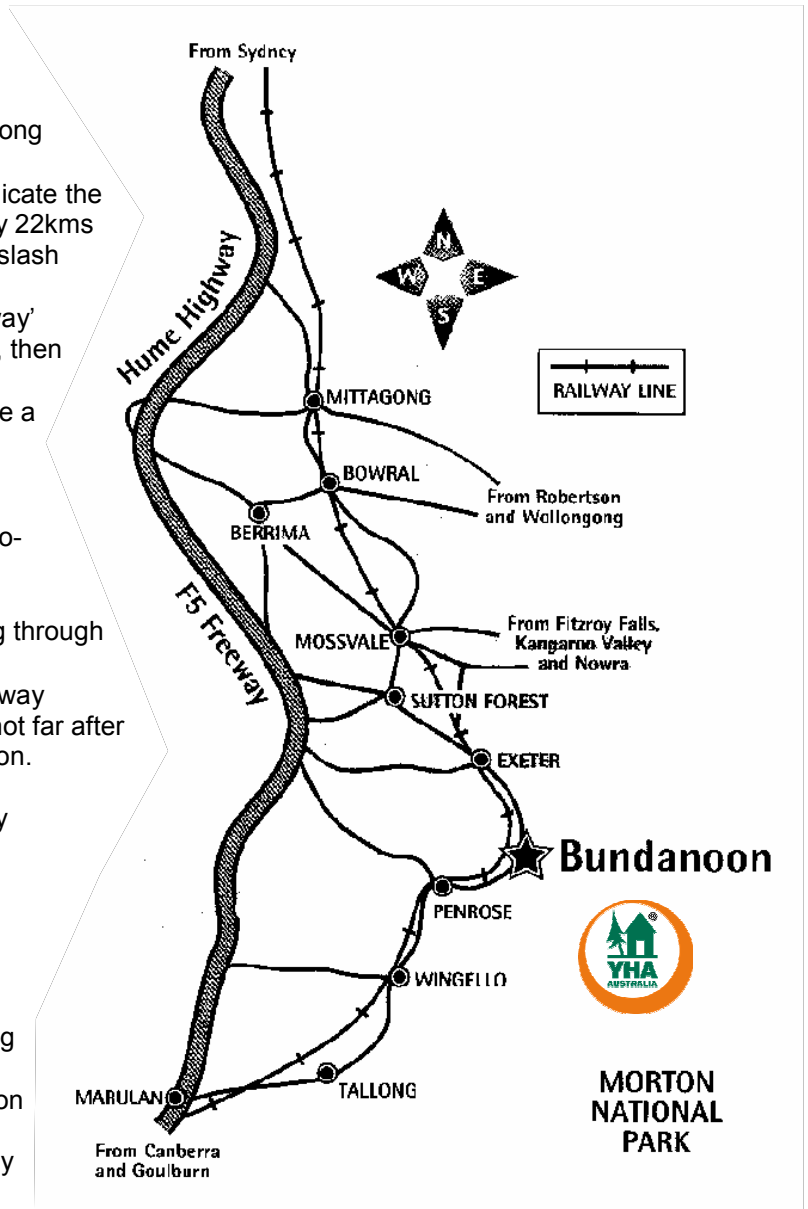 From Sydney
ong
icate the
y 22kms
slash
vay’
, then
e a
o-
g through
way
not far after
on.
y
g
on
y
Hume Highway
N
W E
S
RAILWAY LINE
MITTAGONG
BOWRAL
From Robertson
and Wollongong
BERRIMA
F5 Freeway
MOSSVALE
From Fitzroy Falls,
Kangaroo Valley
and Nowra
SUTTON FOREST
EXETER
Bundanoon
PENROSE
YHA
AUSTRALIA
®
WINGELLO
TALLONG
MARULAN
MORTON
NATIONAL
PARK
From Canberra
and Goulburn